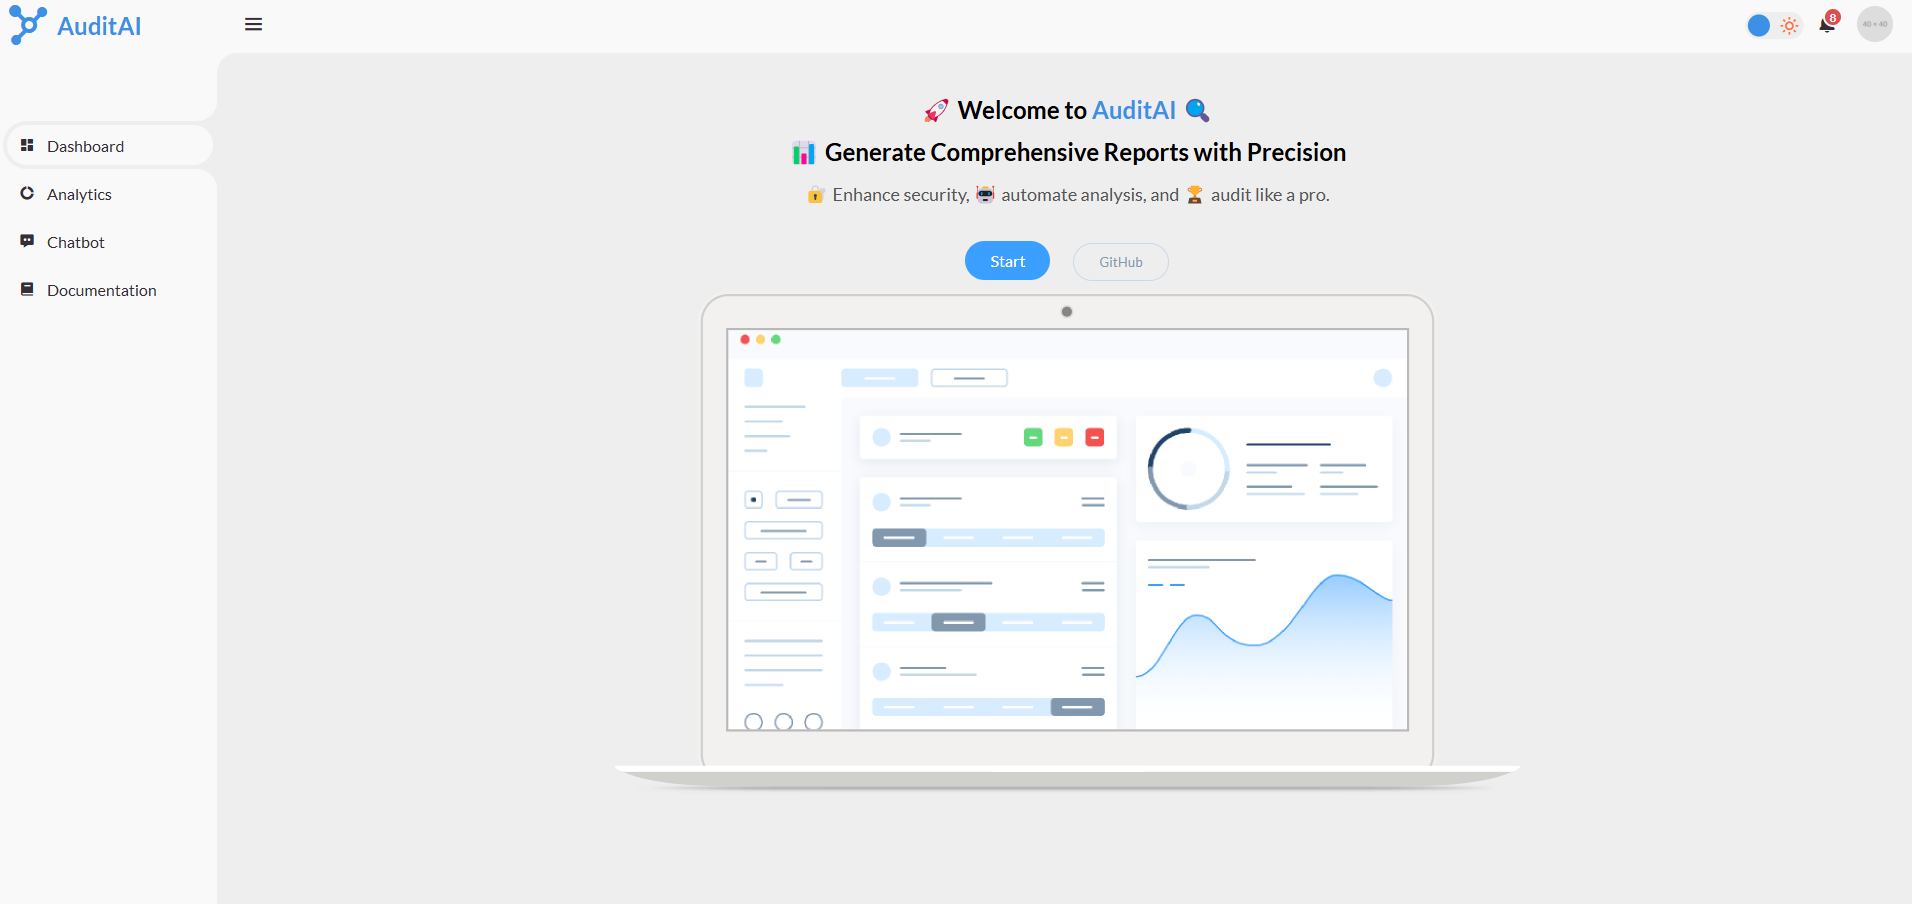 AuditAI
8
40 × 40
Dashboard
Analytics
Chatbot
Documentation
🚀 Welcome to AuditAI 🔍
📊 Generate Comprehensive Reports with Precision
🔐 Enhance security, 🤖 automate analysis, and 🏆 audit like a pro.
Start
GitHub